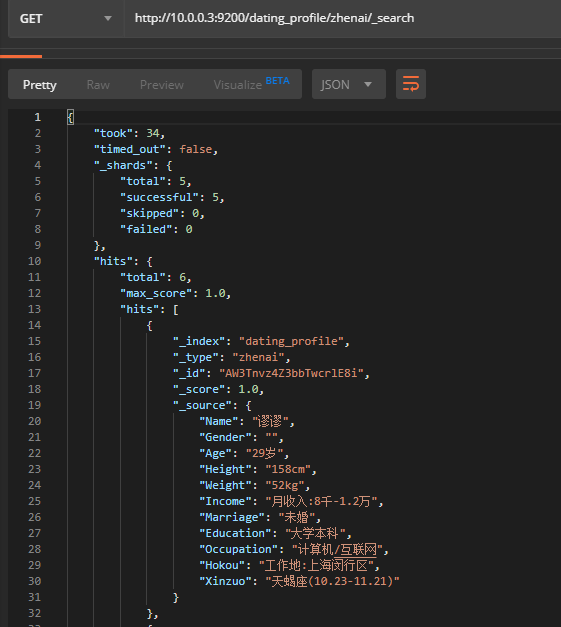 GET http://10.0.0.3:9200/dating_profile/zhenai/_search
Pretty Raw Preview Visualize BETA JSON
1 {
2 "took": 34,
3 "timed_out": false,
4 "_shards": {
5 "total": 5,
6 "successful": 5,
7 "skipped": 0,
8 "failed": 0
9 },
10 "hits": {
11 "total": 6,
12 "max_score": 1.0,
13 "hits": [
14 {
15 "_index": "dating_profile",
16 "_type": "zhenai",
17 "_id": "AW3Tnvz4Z3bbTwcrlE8i",
18 "_score": 1.0,
19 "_source": {
20 "Name": "谬谬",
21 "Gender": "",
22 "Age": "29岁",
23 "Height": "158cm",
24 "Weight": "52kg",
25 "Income": "月收入:8千-1.2万",
26 "Marriage": "未婚",
27 "Education": "大学本科",
28 "Occupation": "计算机/互联网",
29 "Hokou": "工作地:上海闵行区",
30 "Xinzuo": "天蝎座(10.23-11.21)"
31 }
32 },